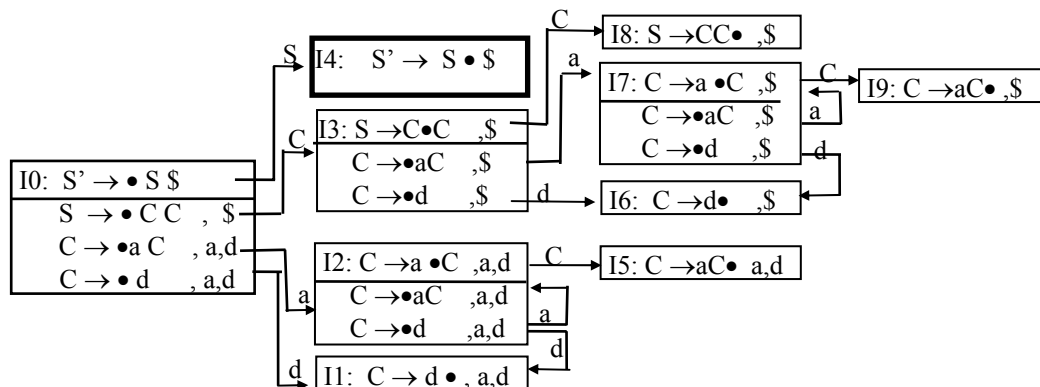 C
I8: S →CC● ,$
S
I4: S’ → S ● $
a
I7: C →a ●C ,$
C →●aC ,$
C →●d ,$
C
a
d
I9: C →aC● ,$
C
I3: S →C●C ,$
C →●aC ,$
C →●d ,$
d
I6: C →d● ,$
I0: S’ → ● S $
S → ● C C , $
C → ●a C , a,d
C → ● d , a,d
a
d
I2: C →a ●C ,a,d
C →●aC ,a,d
C →●d ,a,d
C
a
d
I5: C →aC● a,d
I1: C → d ● , a,d